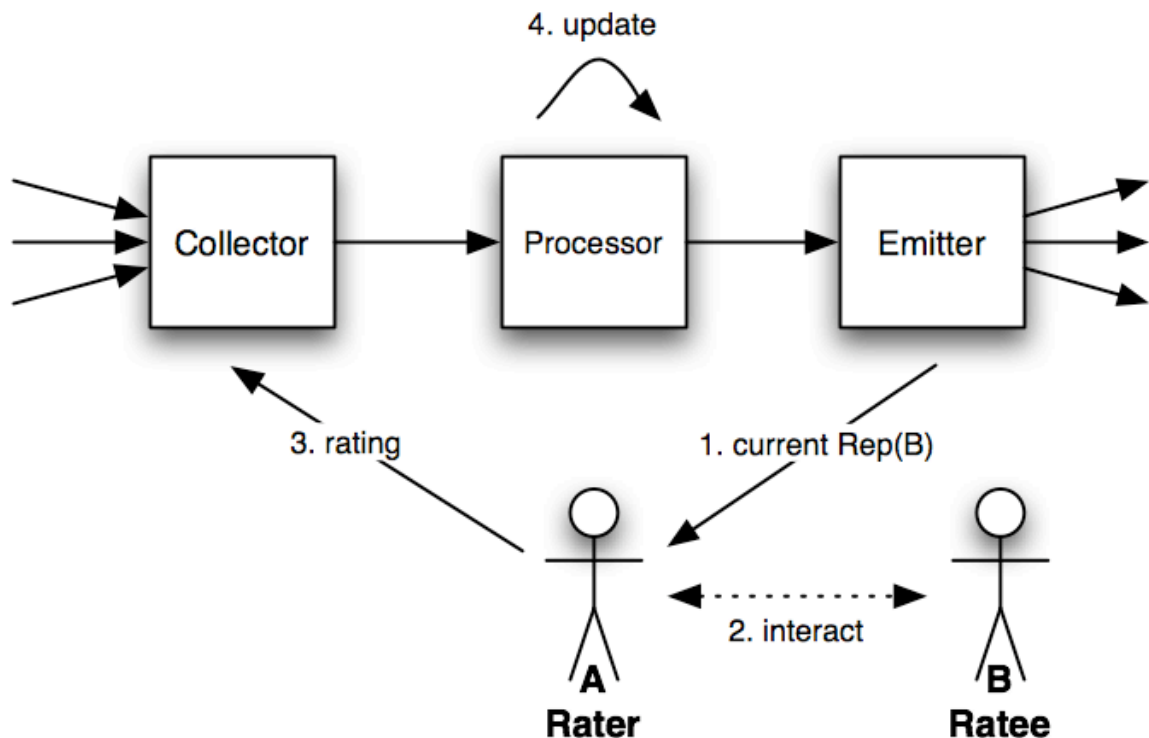 4. update
Collector
Processor
Emitter
3. rating
1. current Rep(B)
2. interact
A
Rater
B
Ratee